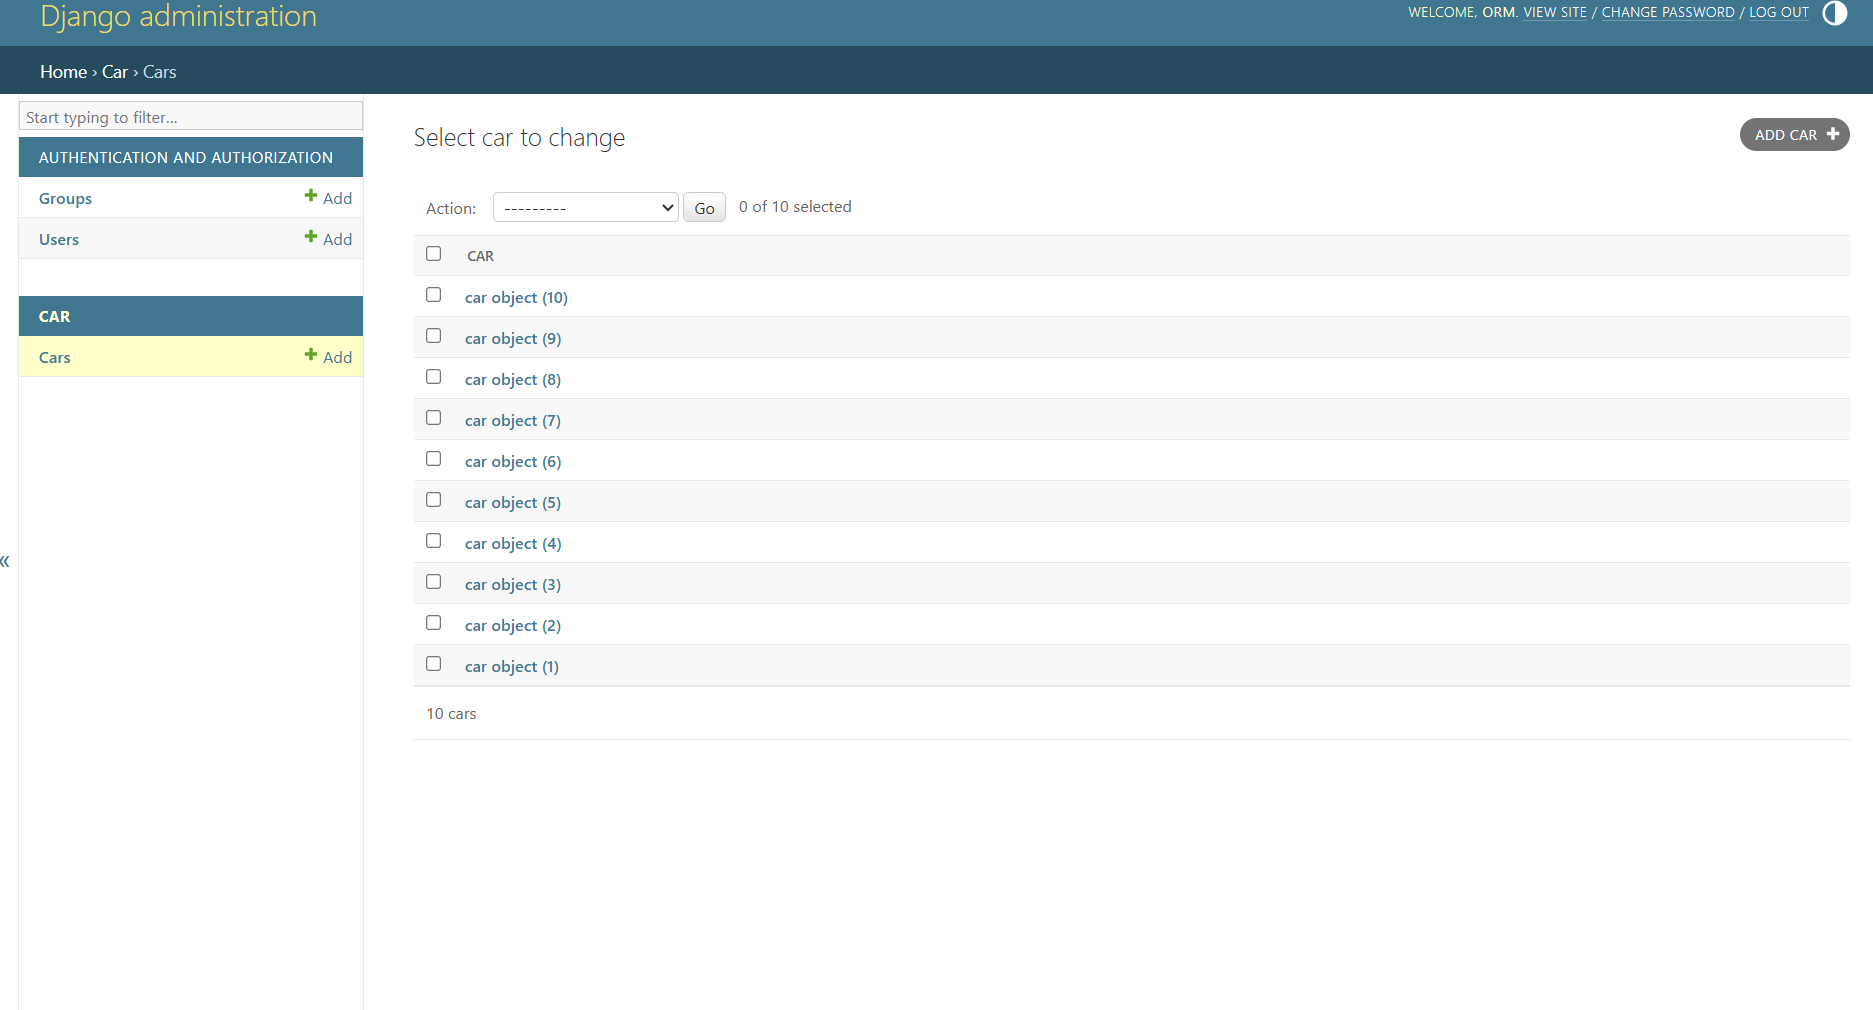 Django administration
WELCOME, ORM. VIEW SITE / CHANGE PASSWORD / LOG OUT
Home › Car › Cars
Start typing to filter...
AUTHENTICATION AND AUTHORIZATION
Groups + Add
Users + Add
CAR
Cars + Add
«
Select car to change
ADD CAR +
Action: --------- Go 0 of 10 selected
CAR
car object (10)
car object (9)
car object (8)
car object (7)
car object (6)
car object (5)
car object (4)
car object (3)
car object (2)
car object (1)
10 cars